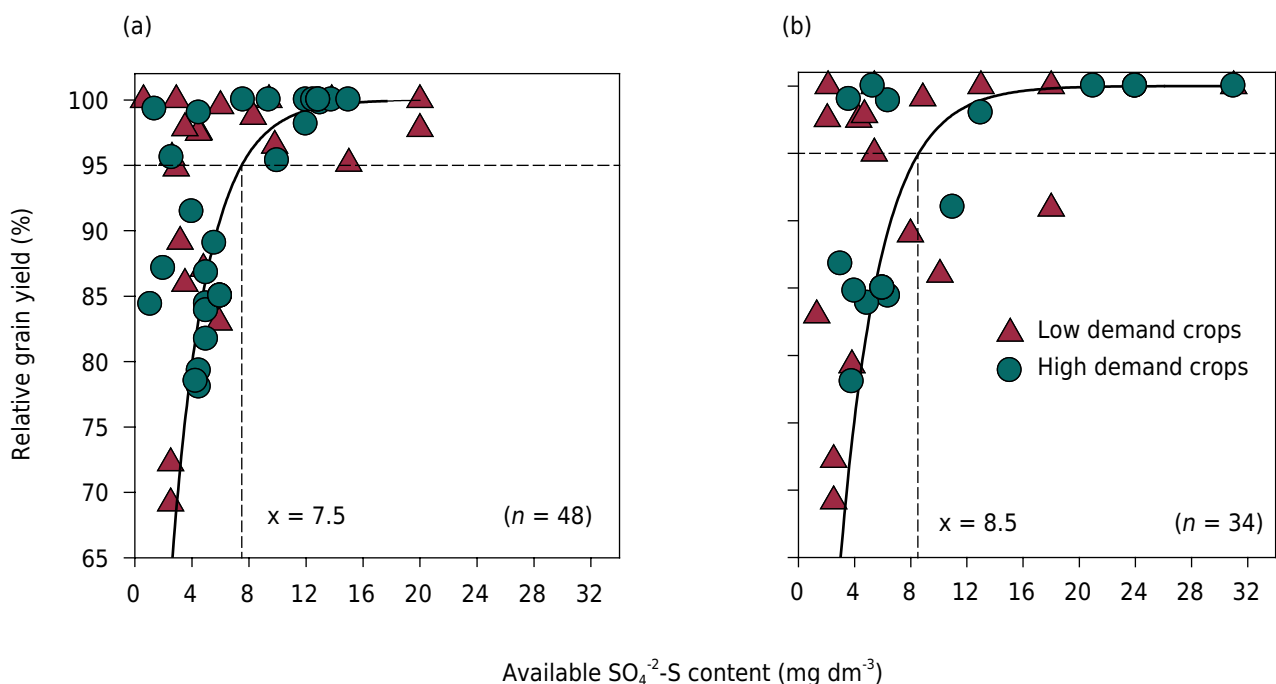 (a)
(b)
Relative grain yield (%)
100
95
90
85
80
75
70
65
x = 7.5
(n = 48)
0 4 8 12 16 20 24 28 32
Low demand crops
High demand crops
x = 8.5
(n = 34)
0 4 8 12 16 20 24 28 32
Available SO₄⁻²-S content (mg dm⁻³)